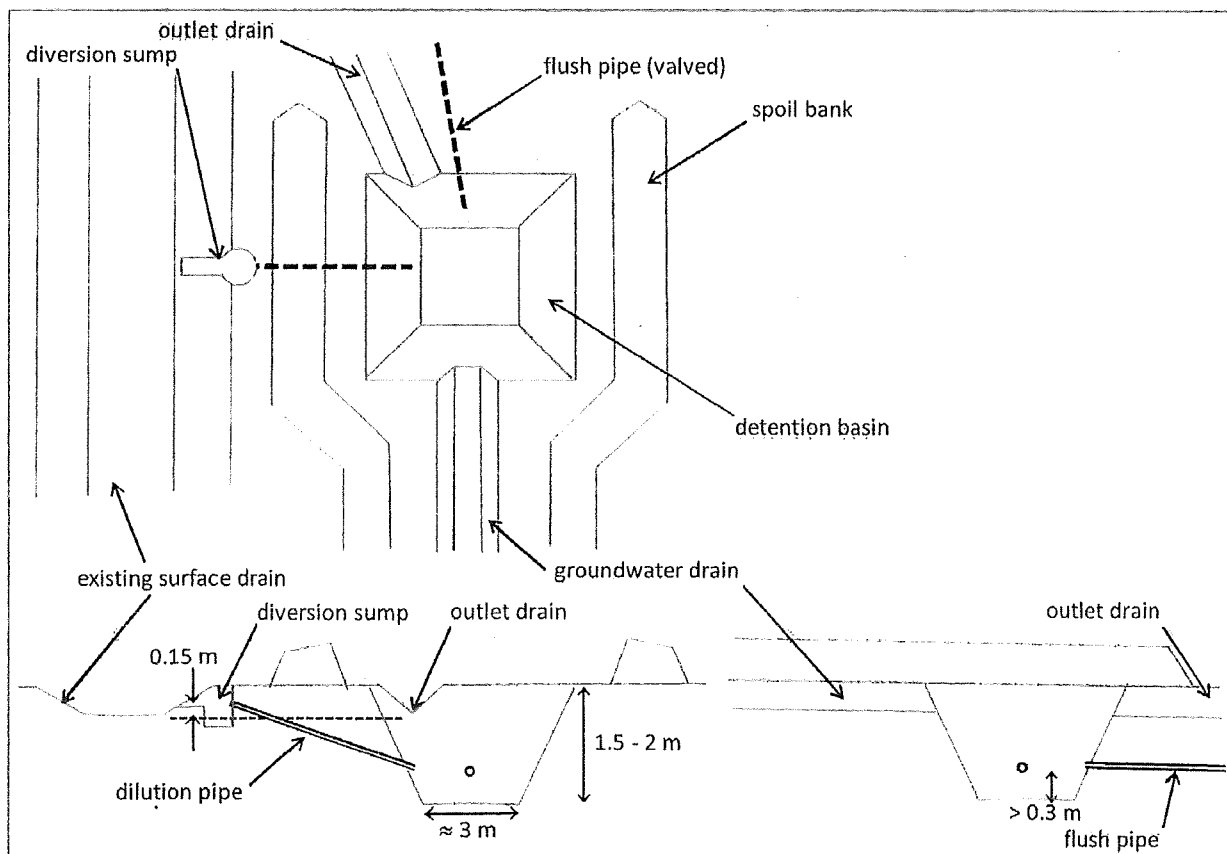 outlet drain
diversion sump
flush pipe (valved)
spoil bank
detention basin
existing surface drain
groundwater drain
diversion sump
outlet drain
outlet drain
0.15 m
1.5 - 2 m
dilution pipe
≈ 3 m
> 0.3 m
flush pipe